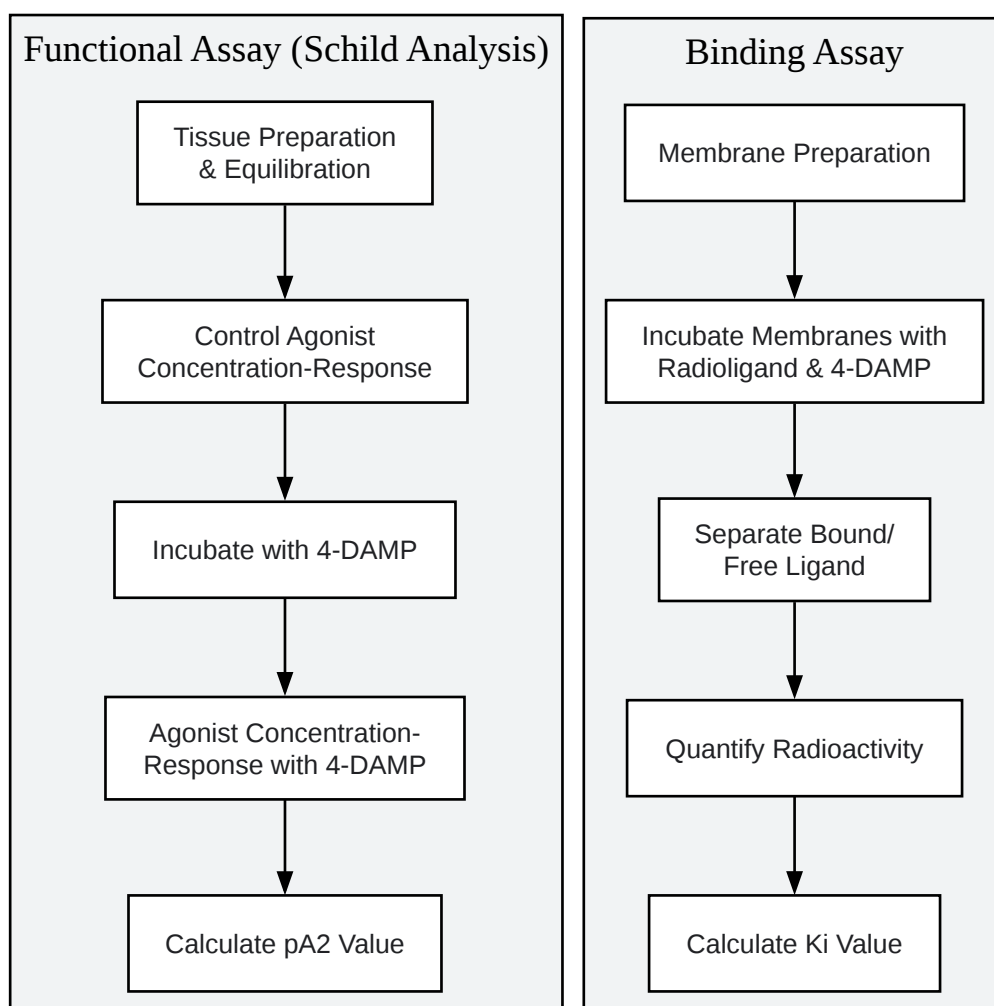 Functional Assay (Schild Analysis)
Tissue Preparation
& Equilibration
Control Agonist
Concentration-Response
Incubate with 4-DAMP
Agonist Concentration-
Response with 4-DAMP
Calculate pA2 Value
Binding Assay
Membrane Preparation
Incubate Membranes with
Radioligand & 4-DAMP
Separate Bound/
Free Ligand
Quantify Radioactivity
Calculate Ki Value